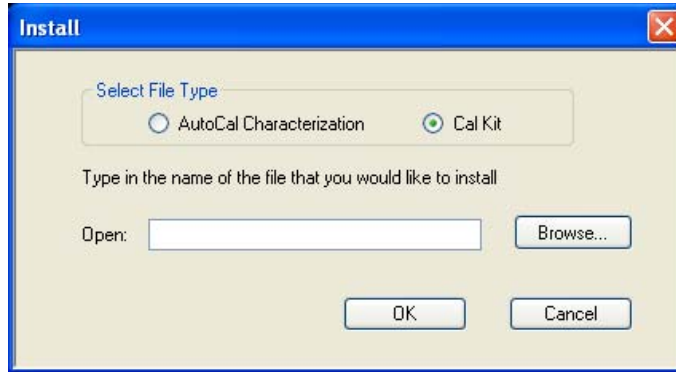 Install
Select File Type
AutoCal Characterization Cal Kit
Type in the name of the file that you would like to install
Open: Browse...
OK Cancel